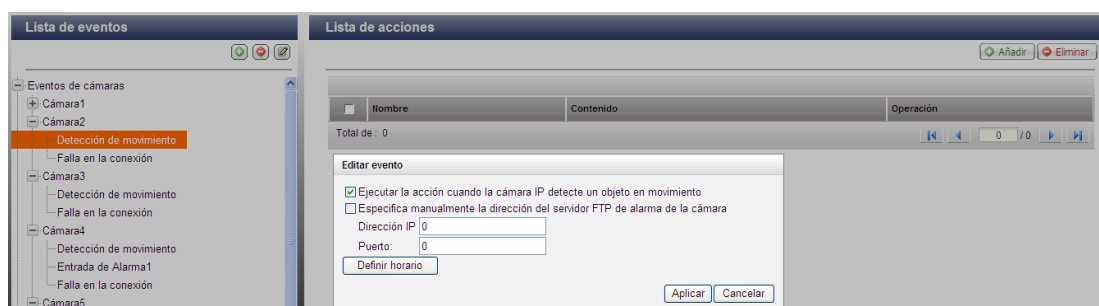 Lista de eventos
Eventos de cámaras
Cámara1
Cámara2
Detección de movimiento
Falla en la conexión
Cámara3
Detección de movimiento
Falla en la conexión
Cámara4
Detección de movimiento
Entrada de Alarma1
Falla en la conexión
Cámara5
Lista de acciones
Añadir Eliminar
Nombre Contenido Operación
Total de : 0 0 / 0
Editar evento
Ejecutar la acción cuando la cámara IP detecte un objeto en movimiento
Especifica manualmente la dirección del servidor FTP de alarma de la cámara
Dirección IP 0
Puerto: 0
Definir horario
Aplicar Cancelar